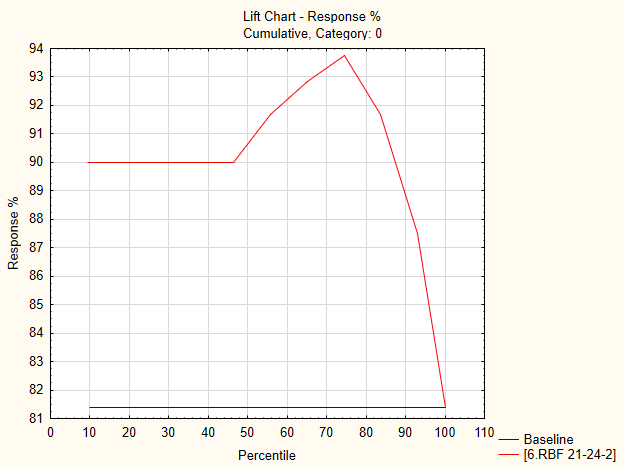 Lift Chart - Response %
Cumulative, Category: 0
94
93
92
91
90
89
88
87
86
85
84
83
82
81
Response %
0 10 20 30 40 50 60 70 80 90 100 110
Percentile
Baseline
[6.RBF 21-24-2]